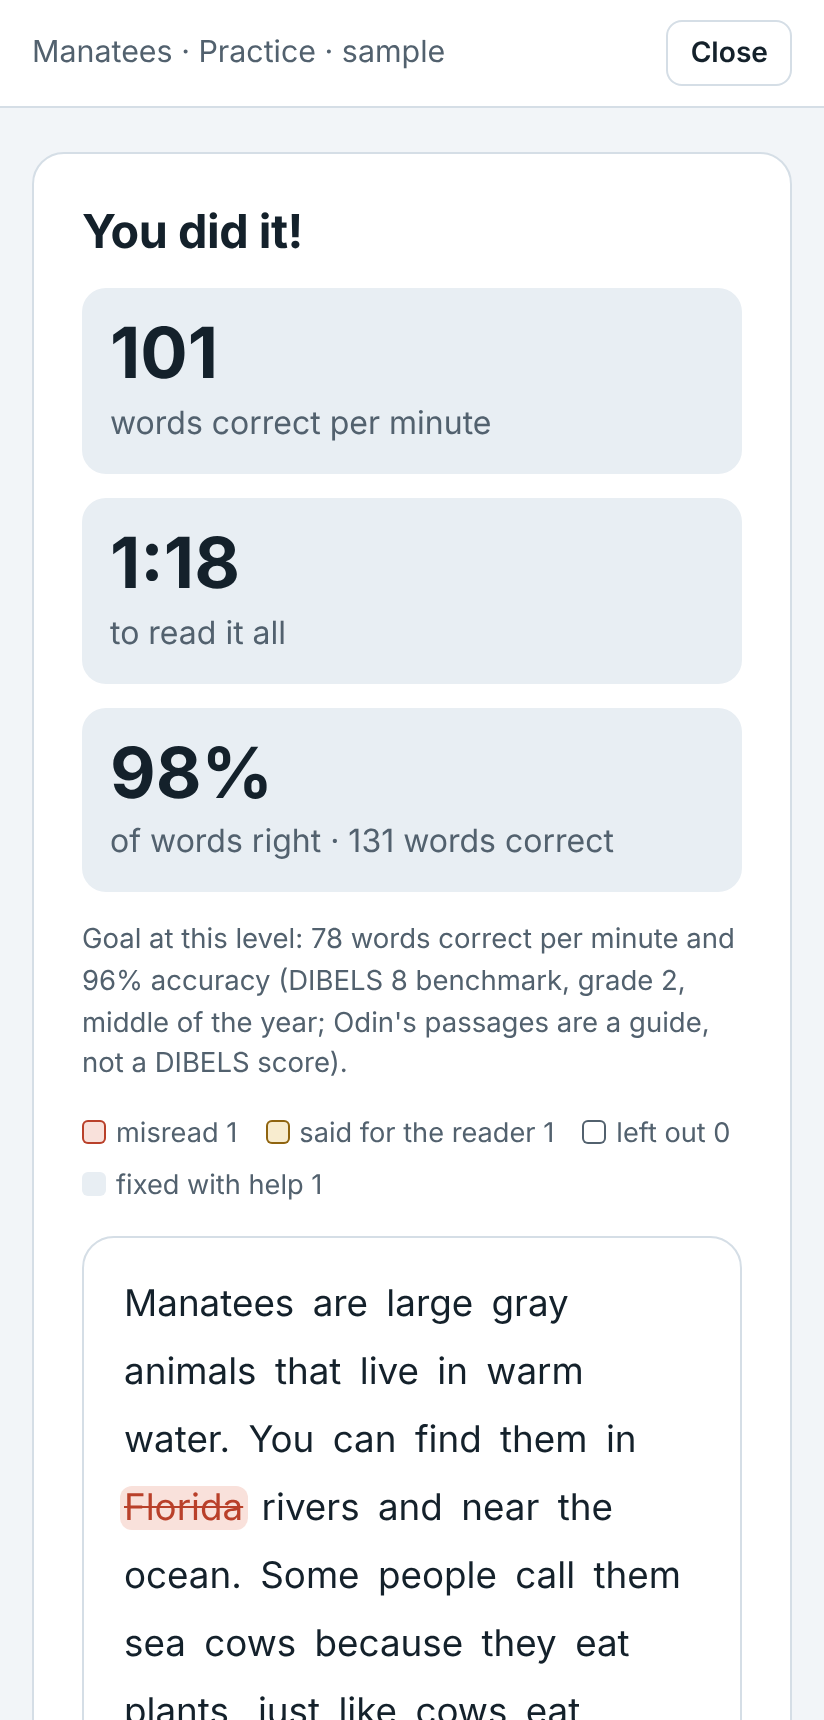 Manatees · Practice · sample
Close
You did it!
101
words correct per minute
1:18
to read it all
98%
of words right · 131 words correct
Goal at this level: 78 words correct per minute and
96% accuracy (DIBELS 8 benchmark, grade 2,
middle of the year; Odin's passages are a guide,
not a DIBELS score).
misread 1 said for the reader 1 left out 0
fixed with help 1
Manatees are large gray
animals that live in warm
water. You can find them in
Florida rivers and near the
ocean. Some people call them
sea cows because they eat
plants, just like cows eat